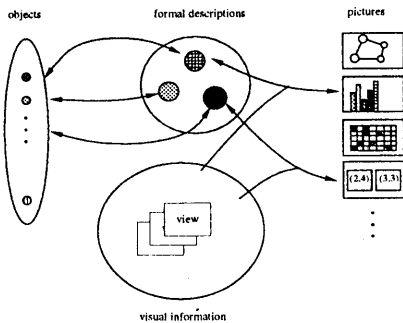 objects
formal descriptions
pictures
(2,4) (3,3)
view
visual information